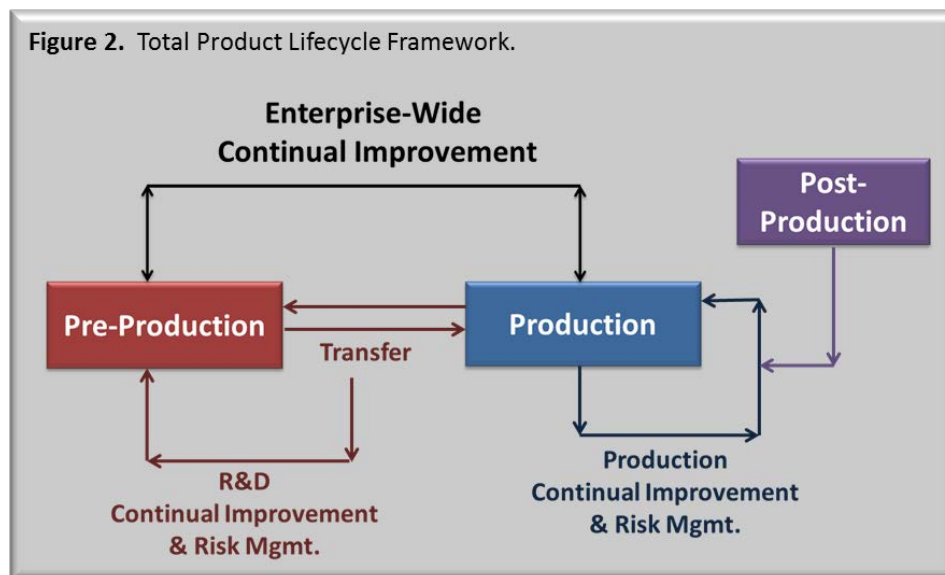 Figure 2. Total Product Lifecycle Framework.
Enterprise-Wide
Continual Improvement
Post-
Production
Pre-Production
Production
Transfer
R&D
Continual Improvement
& Risk Mgmt.
Production
Continual Improvement
& Risk Mgmt.